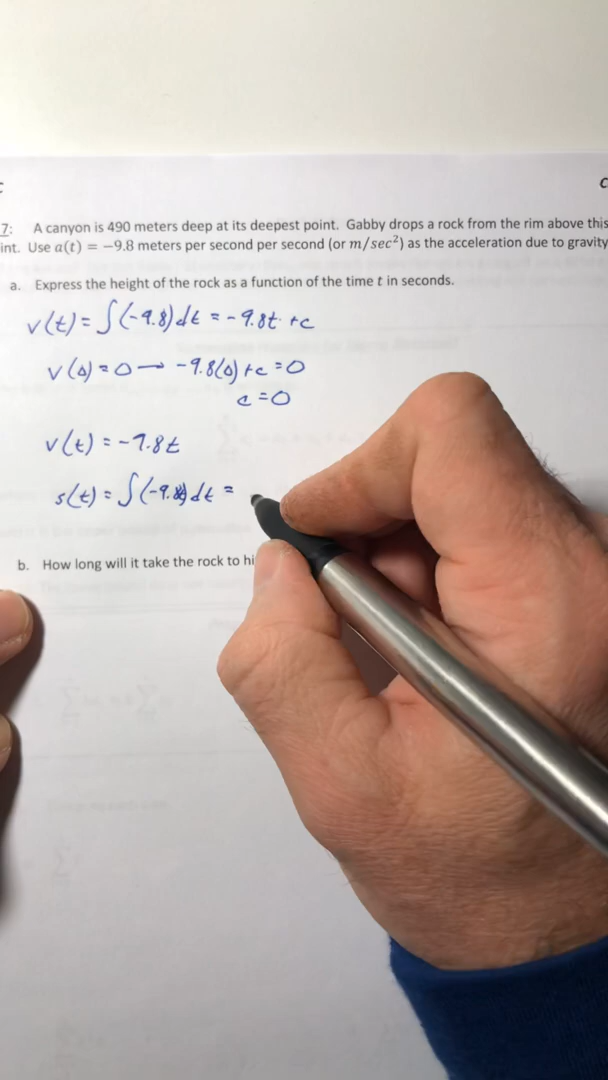 C
7: A canyon is 490 meters deep at its deepest point. Gabby drops a rock from the rim above this
int. Use a(t) = −9.8 meters per second per second (or m/sec²) as the acceleration due to gravity
a. Express the height of the rock as a function of the time t in seconds.
v(t) = ∫(-9.8)dt = -9.8t + c
v(0) = 0 → -9.8(0) + c = 0
c = 0
v(t) = -9.8t
s(t) = ∫(-9.8t)dt =
b. How long will it take the rock to hi